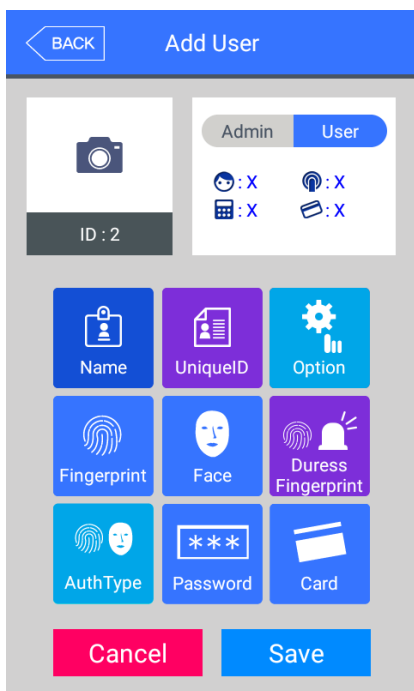 BACK
Add User
Admin
User
: X
: X
: X
: X
ID : 2
Name
UniqueID
Option
Fingerprint
Face
Duress
Fingerprint
AuthType
***
Password
Card
Cancel
Save